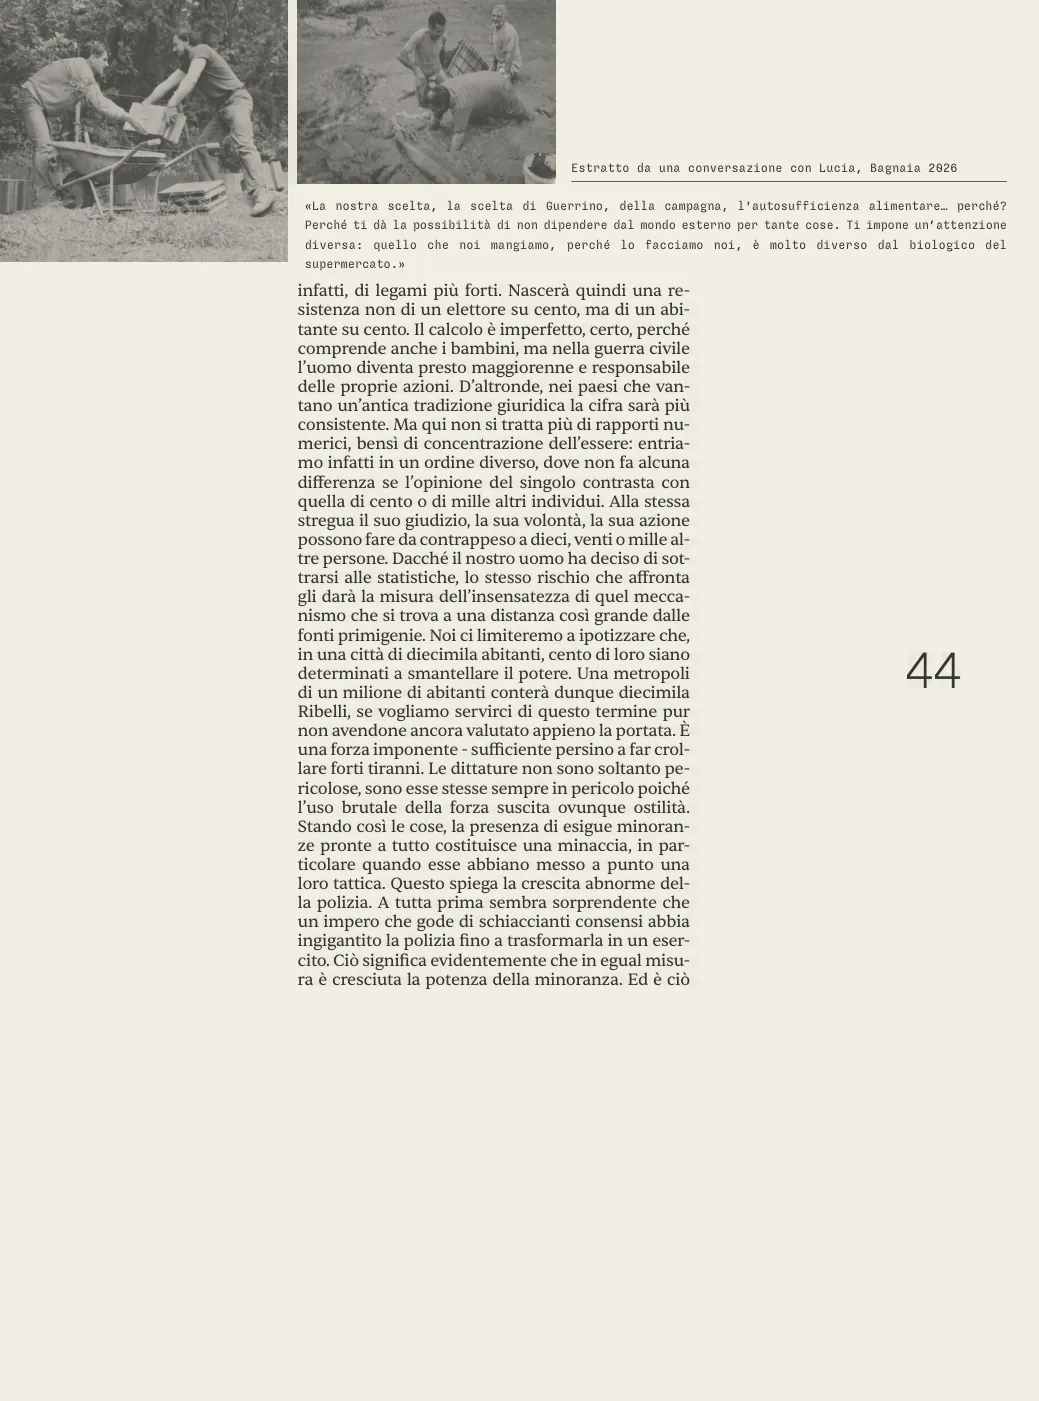 Estratto da una conversazione con Lucia, Bagnaia 2026
«La nostra scelta, la scelta di Guerrino, della campagna, l'autosufficienza alimentare… perché?
Perché ti dà la possibilità di non dipendere dal mondo esterno per tante cose. Ti impone un'attenzione
diversa: quello che noi mangiamo, perché lo facciamo noi, è molto diverso dal biologico del
supermercato.»
infatti, di legami più forti. Nascerà quindi una re-
sistenza non di un elettore su cento, ma di un abi-
tante su cento. Il calcolo è imperfetto, certo, perché
comprende anche i bambini, ma nella guerra civile
l’uomo diventa presto maggiorenne e responsabile
delle proprie azioni. D’altronde, nei paesi che van-
tano un’antica tradizione giuridica la cifra sarà più
consistente. Ma qui non si tratta più di rapporti nu-
merici, bensì di concentrazione dell’essere: entria-
mo infatti in un ordine diverso, dove non fa alcuna
differenza se l’opinione del singolo contrasta con
quella di cento o di mille altri individui. Alla stessa
stregua il suo giudizio, la sua volontà, la sua azione
possono fare da contrappeso a dieci, venti o mille al-
tre persone. Dacché il nostro uomo ha deciso di sot-
trarsi alle statistiche, lo stesso rischio che affronta
gli darà la misura dell’insensatezza di quel mecca-
nismo che si trova a una distanza così grande dalle
fonti primigenie. Noi ci limiteremo a ipotizzare che,
in una città di diecimila abitanti, cento di loro siano
determinati a smantellare il potere. Una metropoli
di un milione di abitanti conterà dunque diecimila
Ribelli, se vogliamo servirci di questo termine pur
non avendone ancora valutato appieno la portata. È
una forza imponente - sufficiente persino a far crol-
lare forti tiranni. Le dittature non sono soltanto pe-
ricolose, sono esse stesse sempre in pericolo poiché
l’uso brutale della forza suscita ovunque ostilità.
Stando così le cose, la presenza di esigue minoran-
ze pronte a tutto costituisce una minaccia, in par-
ticolare quando esse abbiano messo a punto una
loro tattica. Questo spiega la crescita abnorme del-
la polizia. A tutta prima sembra sorprendente che
un impero che gode di schiaccianti consensi abbia
ingigantito la polizia fino a trasformarla in un eser-
cito. Ciò significa evidentemente che in egual misu-
ra è cresciuta la potenza della minoranza. Ed è ciò
44